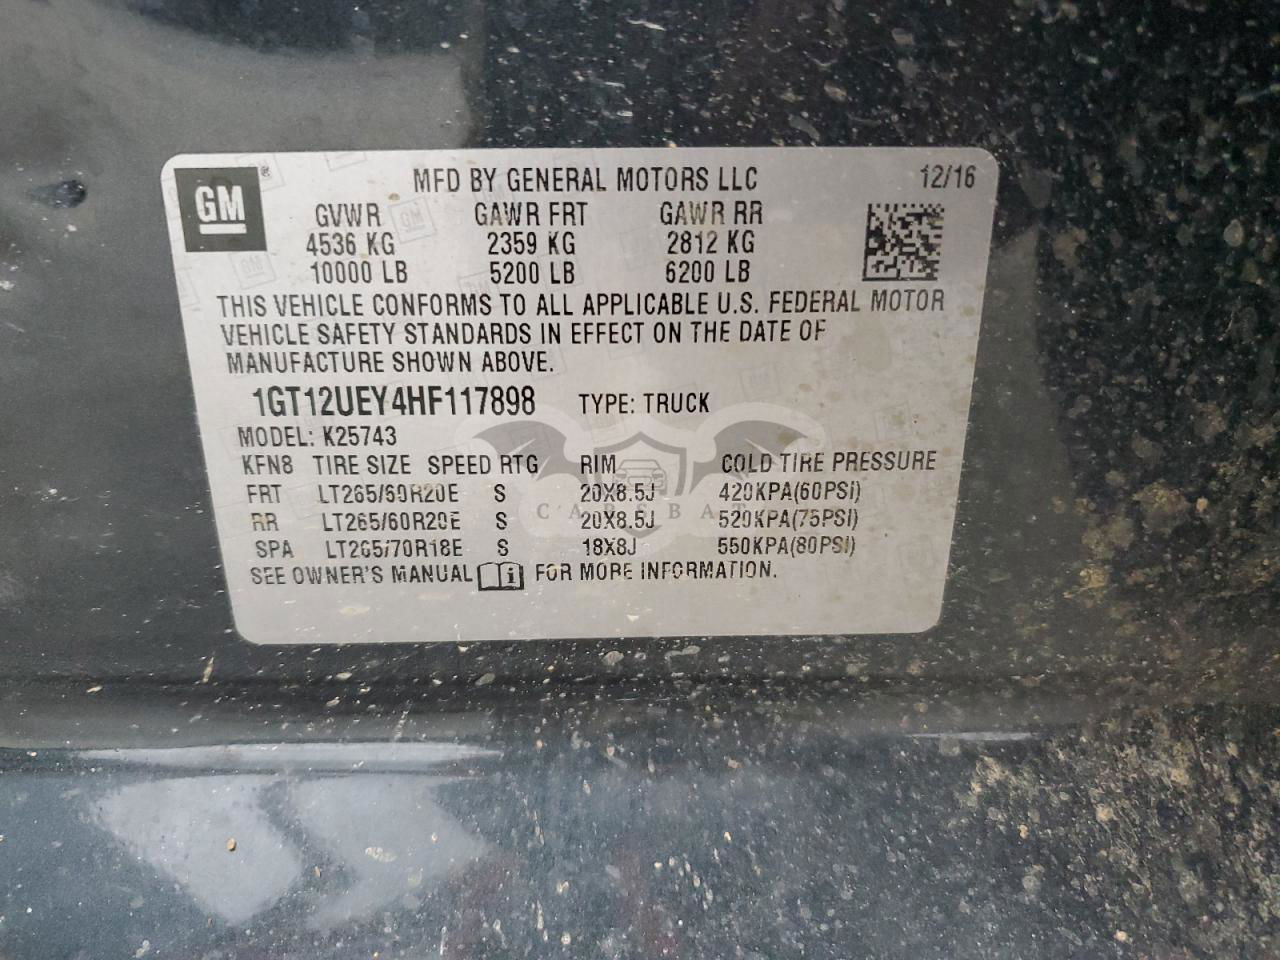 GM ® MFD BY GENERAL MOTORS LLC 12/16
GVWR GAWR FRT GAWR RR
4536 KG 2359 KG 2812 KG
10000 LB 5200 LB 6200 LB
THIS VEHICLE CONFORMS TO ALL APPLICABLE U.S. FEDERAL MOTOR
VEHICLE SAFETY STANDARDS IN EFFECT ON THE DATE OF
MANUFACTURE SHOWN ABOVE.
1GT12UEY4HF117898 TYPE: TRUCK
MODEL: K25743
KFN8 TIRE SIZE SPEED RTG RIM COLD TIRE PRESSURE
FRT LT265/60R20E S 20X8.5J 420KPA(60PSI)
RR LT265/60R20E S 20X8.5J 520KPA(75PSI)
SPA LT265/70R18E S 18X8J 550KPA(80PSI)
SEE OWNER'S MANUAL FOR MORE INFORMATION.
CARSBAT